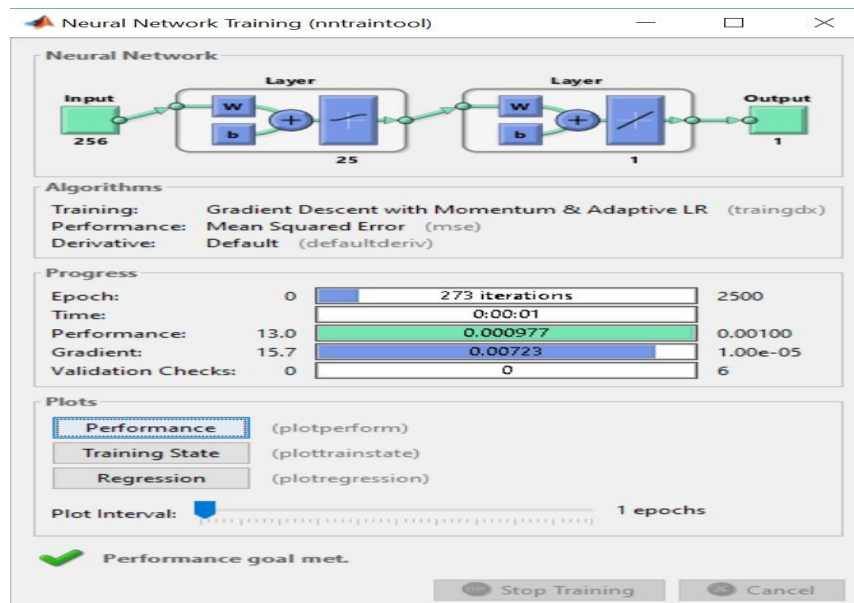 Neural Network Training (nntraintool)
Neural Network
Layer Layer
Input Output
w w
b b
256 25 1 1
Algorithms
Training: Gradient Descent with Momentum & Adaptive LR (traingdx)
Performance: Mean Squared Error (mse)
Derivative: Default (defaultderiv)
Progress
Epoch: 0 273 iterations 2500
Time: 0:00:01
Performance: 13.0 0.000977 0.00100
Gradient: 15.7 0.00723 1.00e-05
Validation Checks: 0 0 6
Plots
Performance (plotperform)
Training State (plottrainstate)
Regression (plotregression)
Plot Interval: 1 epochs
Performance goal met.
Stop Training Cancel